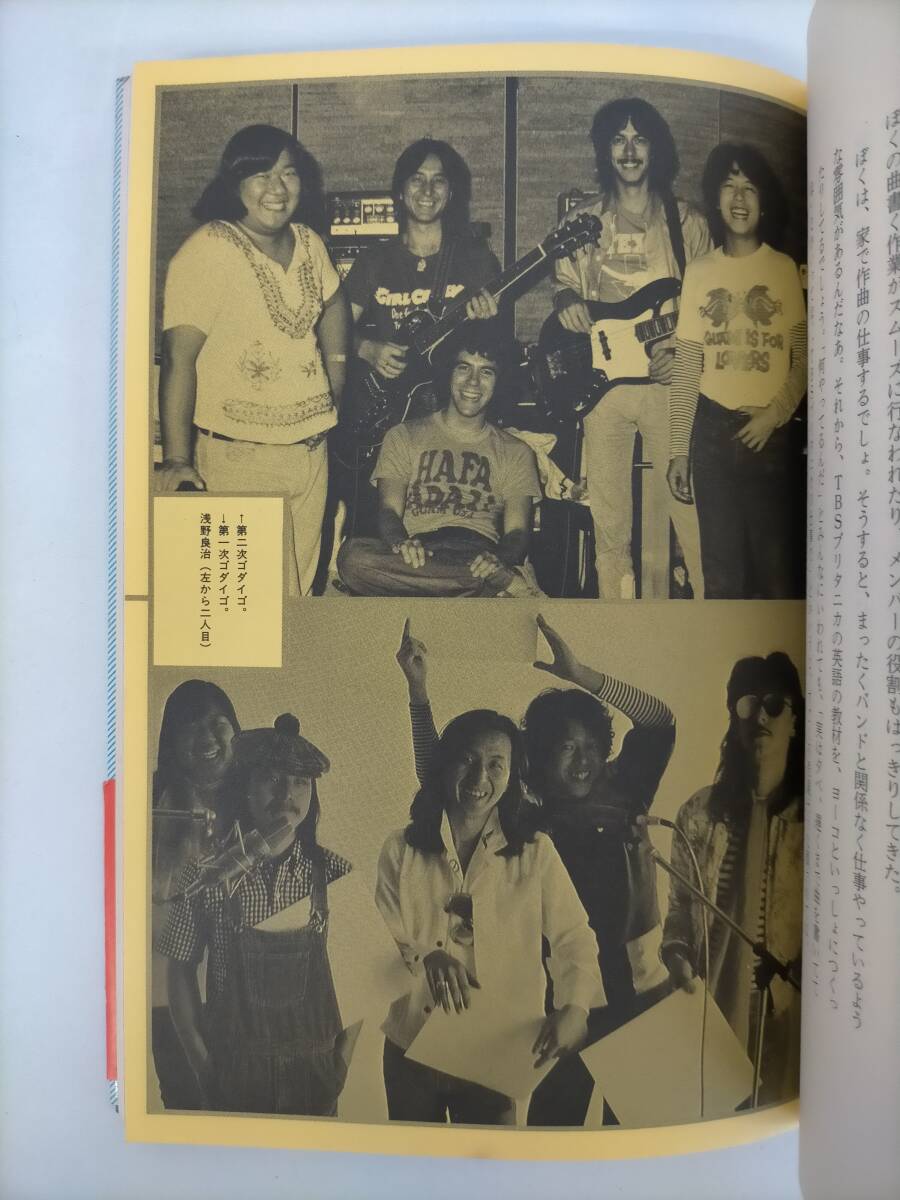 ぼくの曲書く作業がスムーズに行なわれたり、メンバーの役割もはっきりしてきた。
ぼくは、家で作曲の仕事するでしょ。そうすると、まったくバンドと関係なく仕事やっているよう
な雰囲気があるんだなあ。それから、TBSブリタニカの英語の教材を、ヨーコといっしょにつくっ
↑第二次ゴダイゴ。
↓第一次ゴダイゴ。
浅野良治（左から二人目）
GUAM IS FOR
LOVERS
HAFA
ADAI
GUAM USA